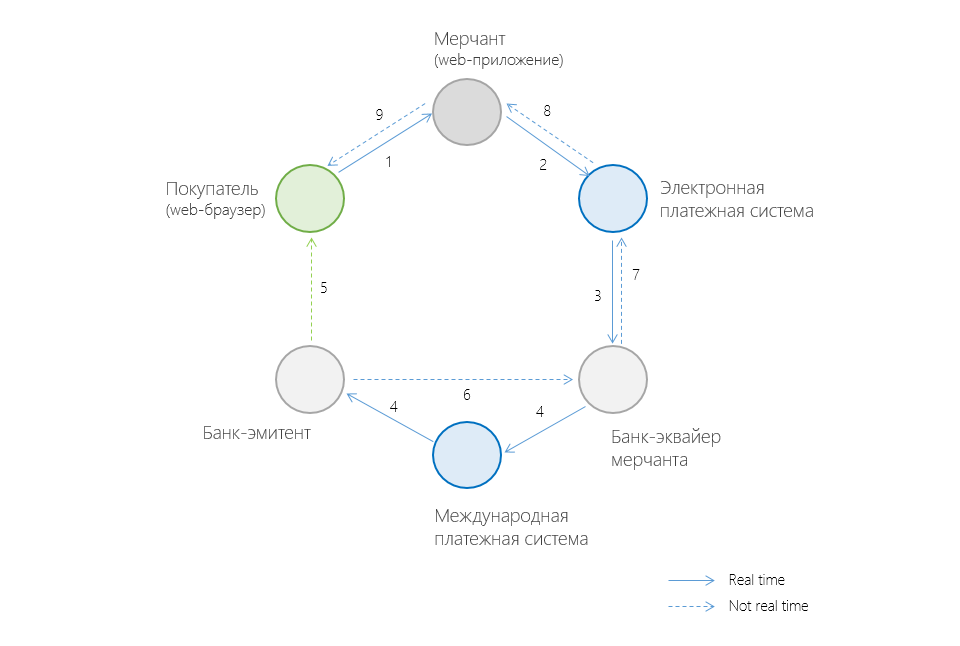 Мерчант
(web-приложение)
9
8
1
2
Покупатель
(web-браузер)
Электронная
платежная система
5
3
7
6
4
4
Банк-эмитент
Банк-эквайер
мерчанта
Международная
платежная система
Real time
Not real time